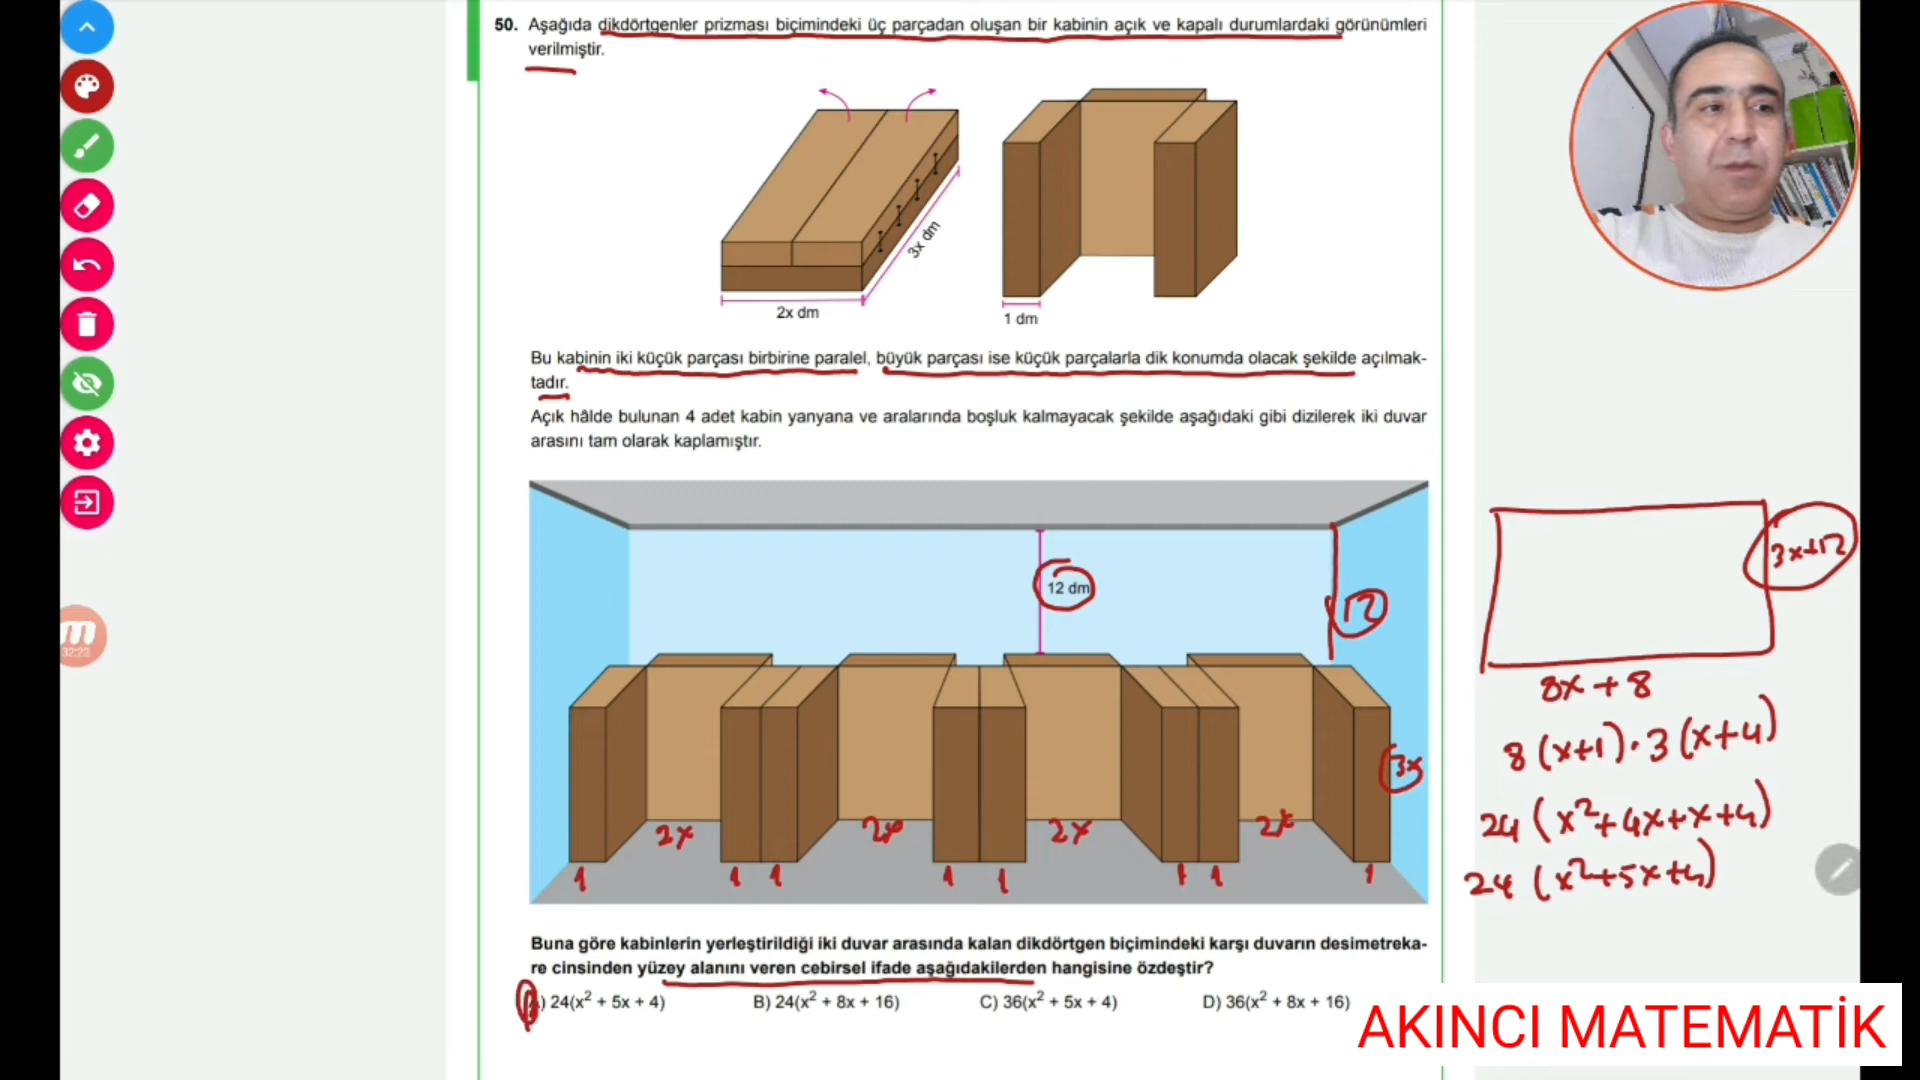 50. Aşağıda dikdörtgenler prizması biçimindeki üç parçadan oluşan bir kabinin açık ve kapalı durumlardaki görünümleri
verilmiştir.
3x dm
2x dm
1 dm
Bu kabinin iki küçük parçası birbirine paralel, büyük parçası ise küçük parçalarla dik konumda olacak şekilde açılmak-
tadır.
Açık hâlde bulunan 4 adet kabin yanyana ve aralarında boşluk kalmayacak şekilde aşağıdaki gibi dizilerek iki duvar
arasını tam olarak kaplamıştır.
12 dm
12
3x
2x 2x 2x 2x
1 1 1 1 1 1 1 1
3x+12
8x + 8
8 (x+1) · 3 (x+4)
24 (x²+4x+x+4)
24 (x²+5x+4)
m
32:23
Buna göre kabinlerin yerleştirildiği iki duvar arasında kalan dikdörtgen biçimindeki karşı duvarın desimetreka-
re cinsinden yüzey alanını veren cebirsel ifade aşağıdakilerden hangisine özdeştir?
A) 24(x² + 5x + 4) B) 24(x² + 8x + 16) C) 36(x² + 5x + 4) D) 36(x² + 8x + 16)
AKINCI MATEMATİK